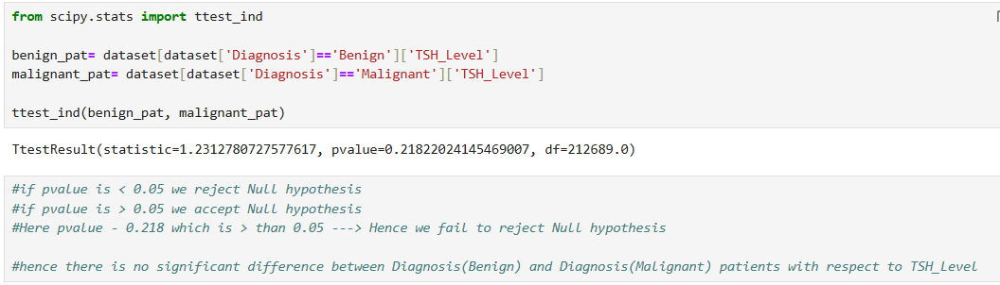 from scipy.stats import ttest_ind
benign_pat= dataset[dataset['Diagnosis']=='Benign']['TSH_Level']
malignant_pat= dataset[dataset['Diagnosis']=='Malignant']['TSH_Level']
ttest_ind(benign_pat, malignant_pat)
TtestResult(statistic=1.2312780727577617, pvalue=0.21822024145469007, df=212689.0)
#if pvalue is < 0.05 we reject Null hypothesis
#if pvalue is > 0.05 we accept Null hypothesis
#Here pvalue - 0.218 which is > than 0.05 ---> Hence we fail to reject Null hypothesis
#hence there is no significant difference between Diagnosis(Benign) and Diagnosis(Malignant) patients with respect to TSH_Level